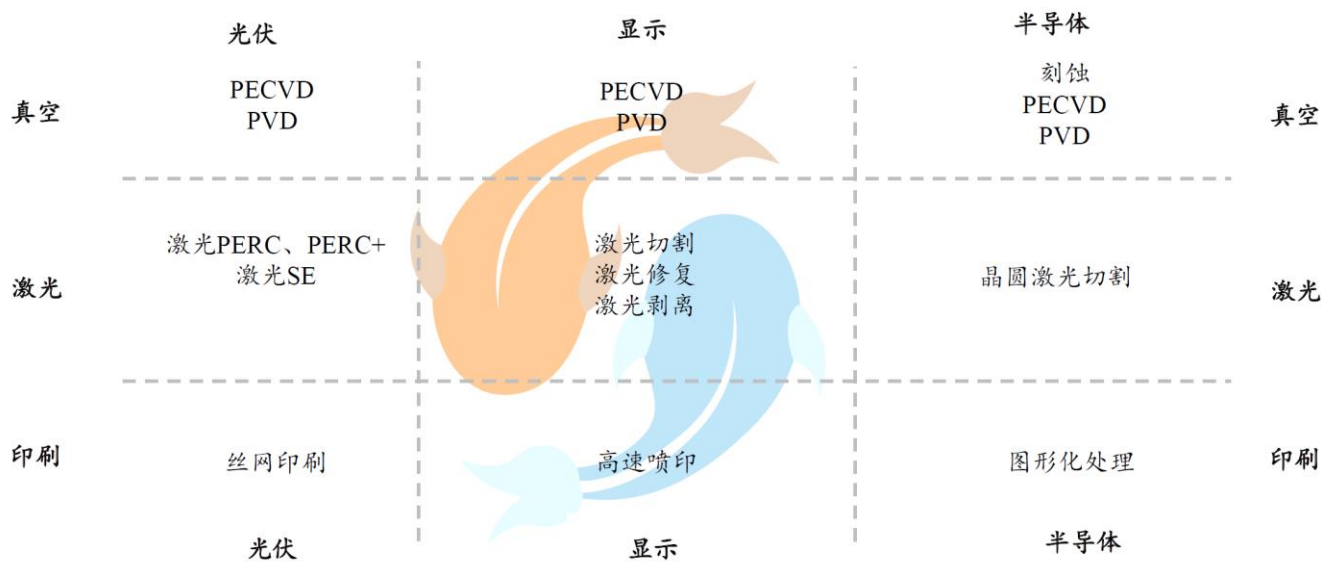 光伏
显示
半导体
真空
PECVD
PVD
PECVD
PVD
刻蚀
PECVD
PVD
真空
激光
激光PERC、PERC+
激光SE
激光切割
激光修复
激光剥离
晶圆激光切割
激光
印刷
丝网印刷
高速喷印
图形化处理
印刷
光伏
显示
半导体